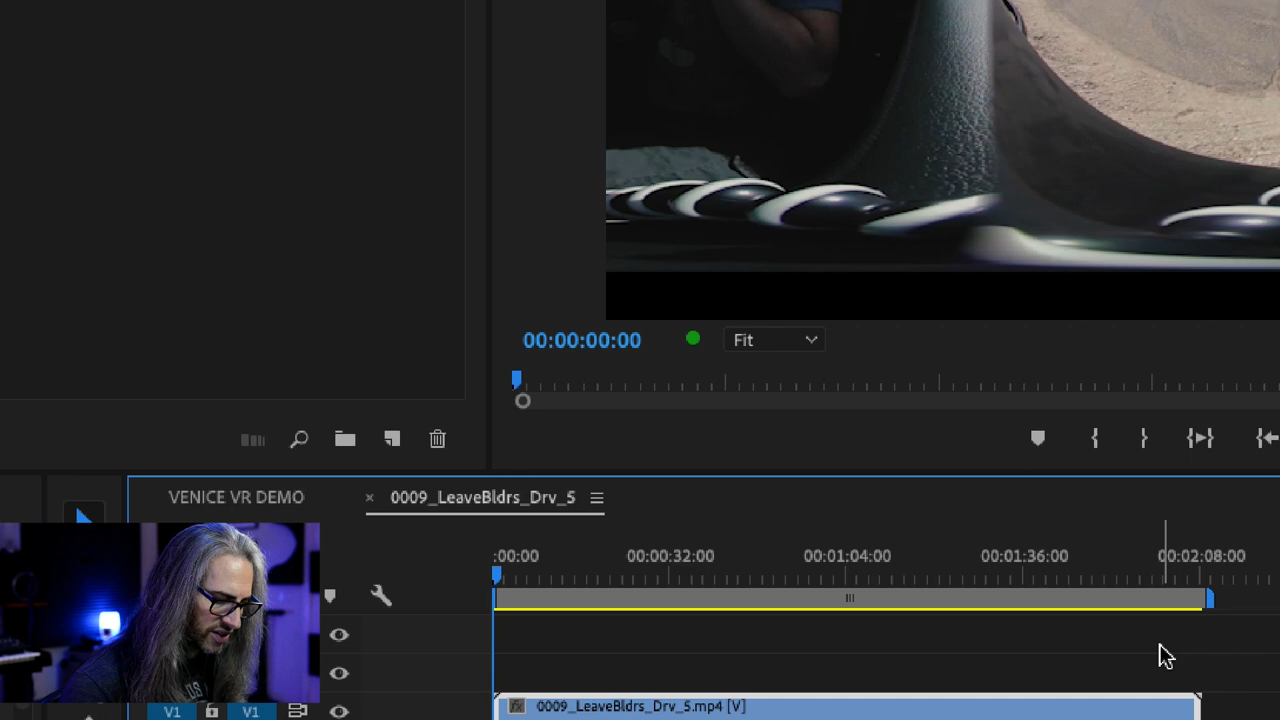 00:00:00:00
Fit
VENICE VR DEMO
× 0009_LeaveBldrs_Drv_5
:00:00
00:00:32:00
00:01:04:00
00:01:36:00
00:02:08:00
fx 0009_LeaveBldrs_Drv_5.mp4 [V]
V1
V1